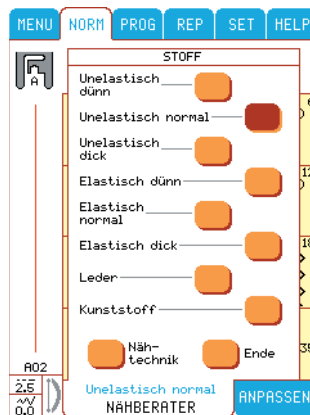 MENU NORM PROG REP SET HELP
STOFF
A
Unelastisch
dünn
Unelastisch normal
Unelastisch
dick
Elastisch dünn
Elastisch
normal
Elastisch dick
Leder
Kunststoff
Näh-
technik
Ende
A02
2.5
0.0
Unelastisch normal
NÄHBERATER
ANPASSEN